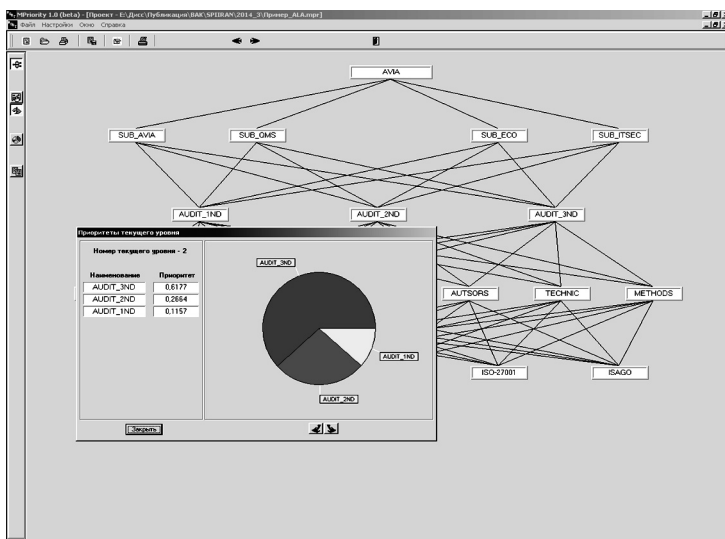 MPriority 1.0 (beta) - [Проект - E:\Дисс\Публикация\ВАК\SPIIRAN\2014_3\Пример_ALA.mpr]
Файл Настройки Окно Справка
AVIA
SUB_AVIA SUB_QMS SUB_ECO SUB_ITSEC
AUDIT_1ND AUDIT_2ND AUDIT_3ND
Приоритеты текущего уровня
Номер текущего уровня - 2
Наименование Приоритет
AUDIT_3ND 0,6177
AUDIT_2ND 0,2664
AUDIT_1ND 0,1157
AUDIT_3ND
AUDIT_1ND
AUDIT_2ND
Закрыть
AUTSORS TECHNIC METHODS
ISO-27001 ISAGO